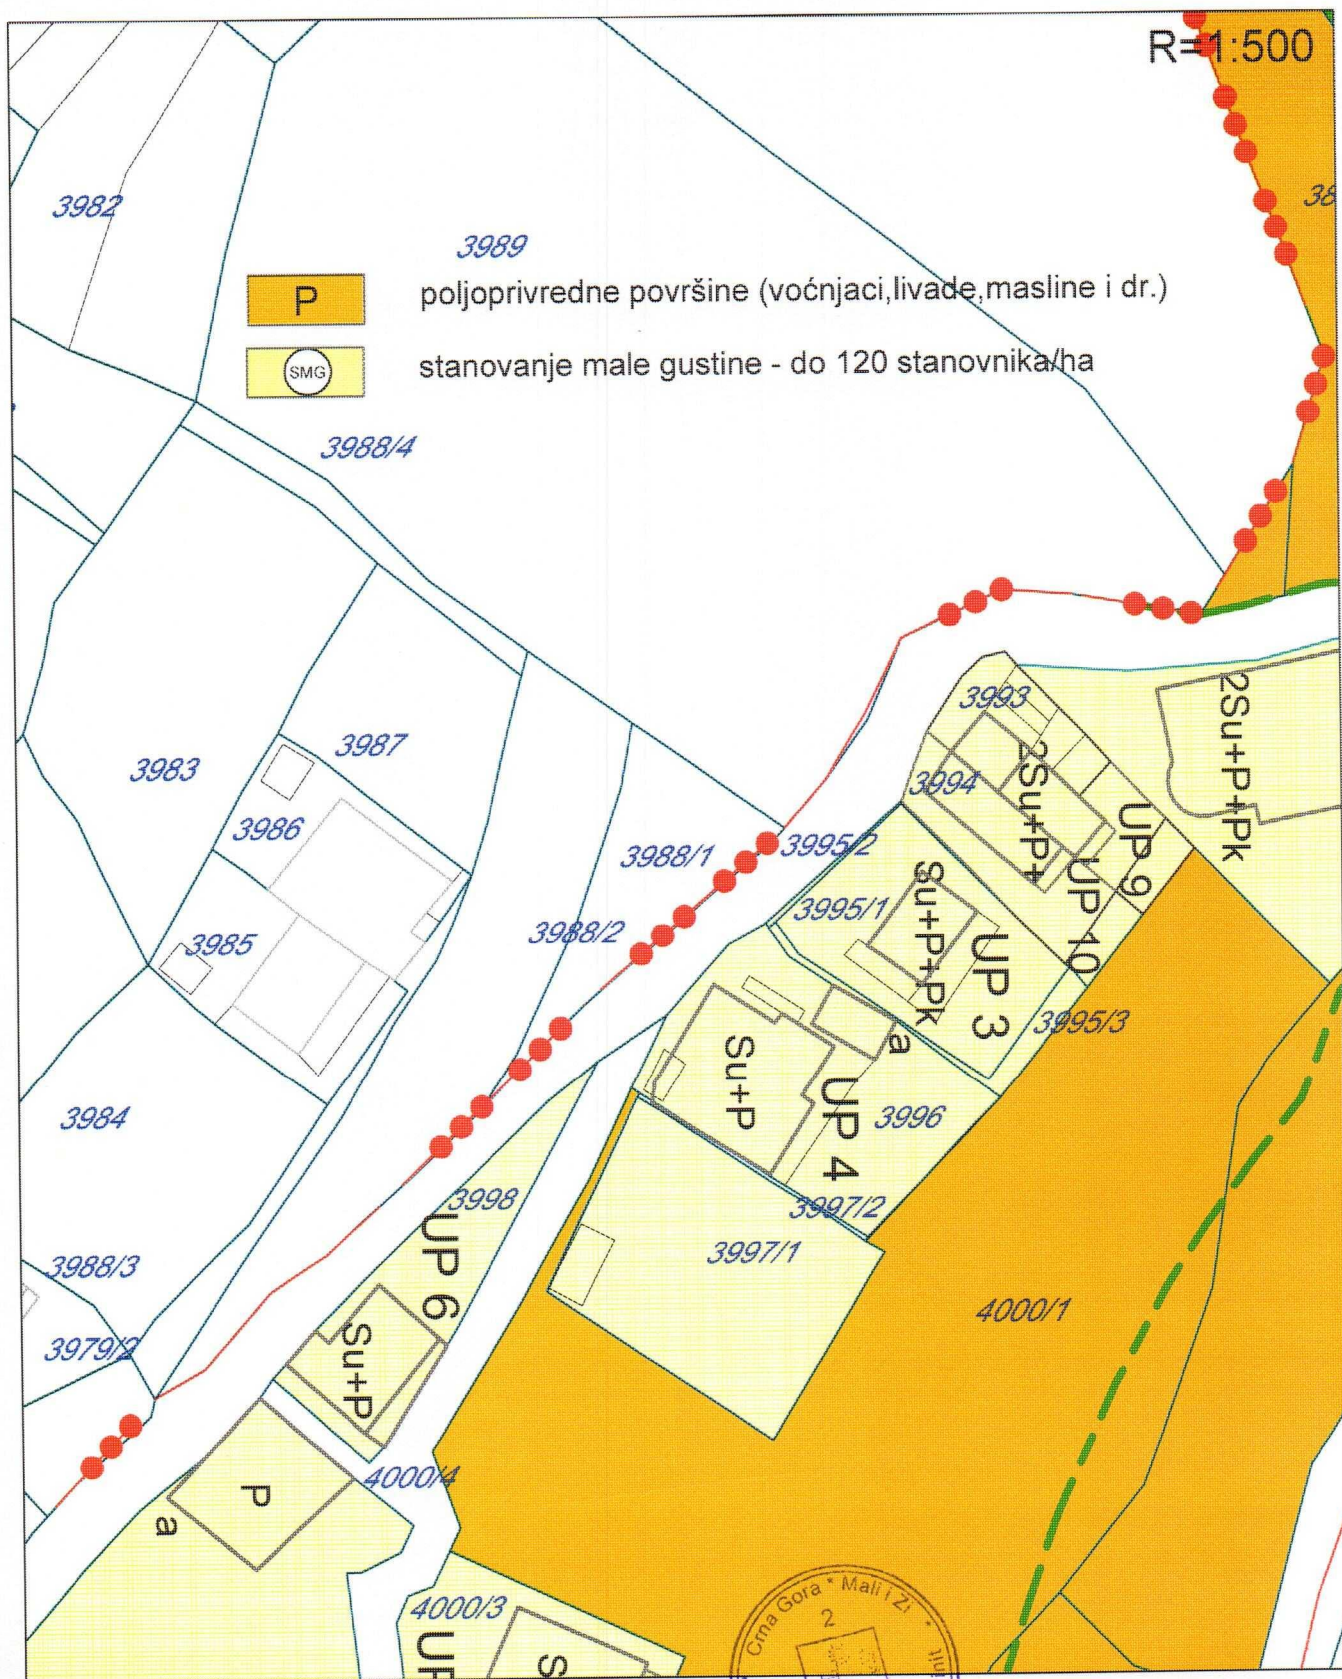 R=1:500
3982
38
3989
P poljoprivredne površine (voćnjaci,livade,masline i dr.)
SMG stanovanje male gustine - do 120 stanovnika/ha
3988/4
3993
2Su+P+Pk
3983
3987
3994
2Su+P+
3986
3988/1
3995/2
UP 9
UP 10
3995/1
Su+P+Pk
3985
3988/2
UP 3
3995/3
a
Su+P
UP 4
3984
3996
3998
3997/2
UP 6
3988/3
3997/1
4000/1
3979/2
Su+P
4000/4
P
a
4000/3
UP
S
Crna Gora * Mali i Zi *
2